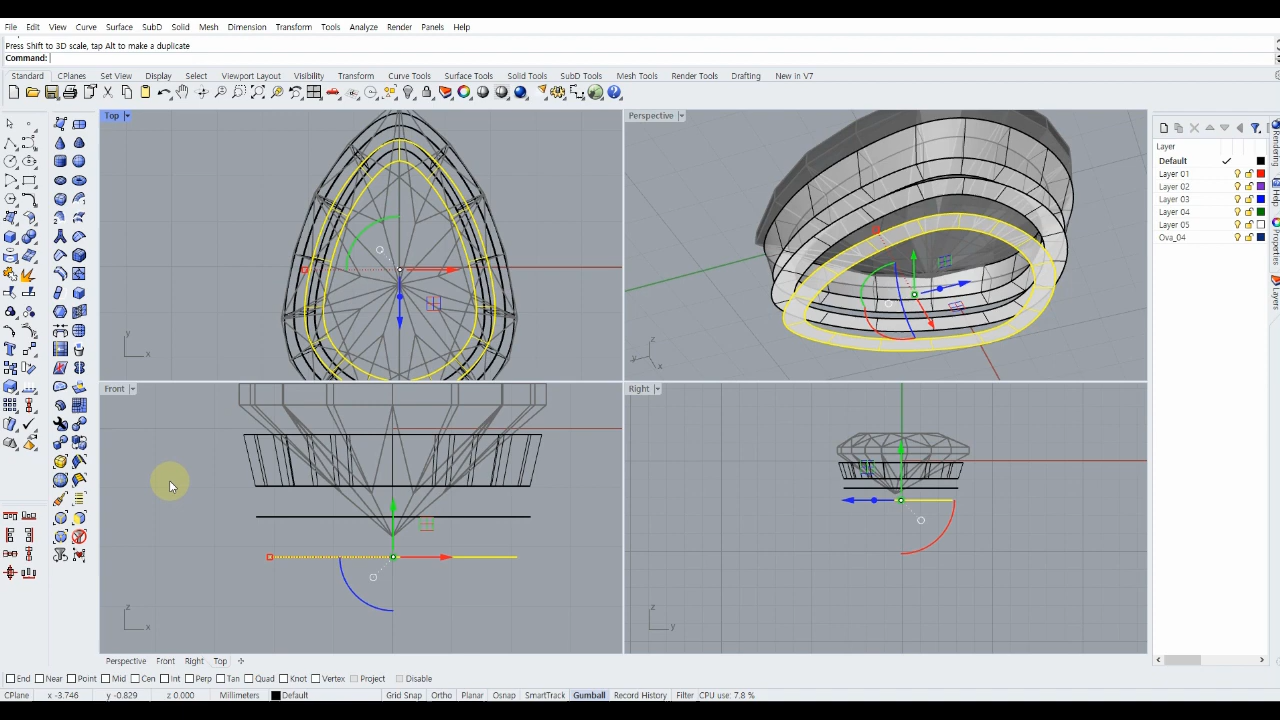 File Edit View Curve Surface SubD Solid Mesh Dimension Transform Tools Analyze Render Panels Help
Press Shift to 3D scale, tap Alt to make a duplicate
Command:
Standard CPlanes Set View Display Select Viewport Layout Visibility Transform Curve Tools Surface Tools Solid Tools SubD Tools Mesh Tools Render Tools Drafting New in V7
Top
Perspective
Layer
Default
Layer 01
Layer 02
Layer 03
Layer 04
Layer 05
Ova_04
Rendering
Help
Properties
Layers
y
x
y
z
x
Front
Right
z
x
z
y
Perspective Front Right Top
End Near Point Mid Cen Int Perp Tan Quad Knot Vertex Project Disable
CPlane x -3.746 y -0.829 z 0.000 Millimeters Default Grid Snap Ortho Planar Osnap SmartTrack Gumball Record History Filter CPU use: 7.8 %